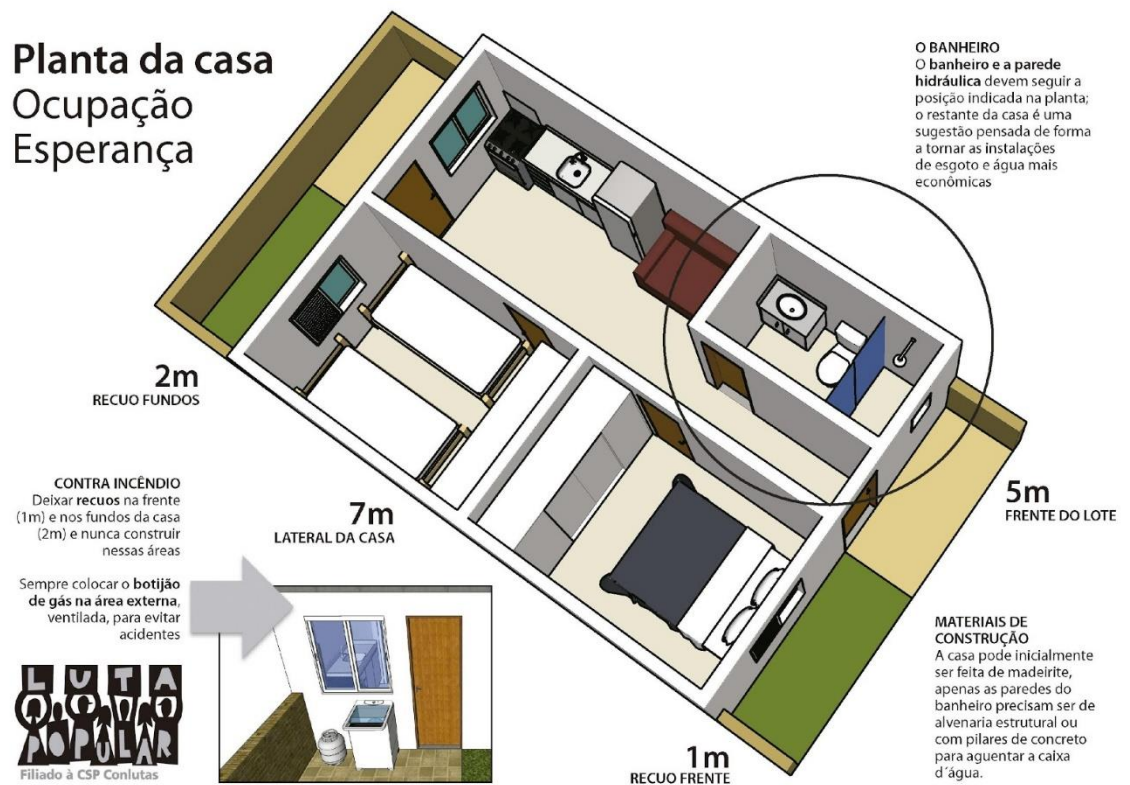 Planta da casa
Ocupação
Esperança
O BANHEIRO
O banheiro e a parede
hidráulica devem seguir a
posição indicada na planta;
o restante da casa é uma
sugestão pensada de forma
a tornar as instalações
de esgoto e água mais
econômicas
2m
RECUO FUNDOS
CONTRA INCÊNDIO
Deixar recuos na frente
(1m) e nos fundos da casa
(2m) e nunca construir
nessas áreas
Sempre colocar o botijão
de gás na área externa,
ventilada, para evitar
acidentes
7m
LATERAL DA CASA
5m
FRENTE DO LOTE
MATERIAIS DE
CONSTRUÇÃO
A casa pode inicialmente
ser feita de madeirite,
apenas as paredes do
banheiro precisam ser de
alvenaria estrutural ou
com pilares de concreto
para aguentar a caixa
d´água.
1m
RECUO FRENTE
LUTA
POPULAR
Filiado à CSP Conlutas